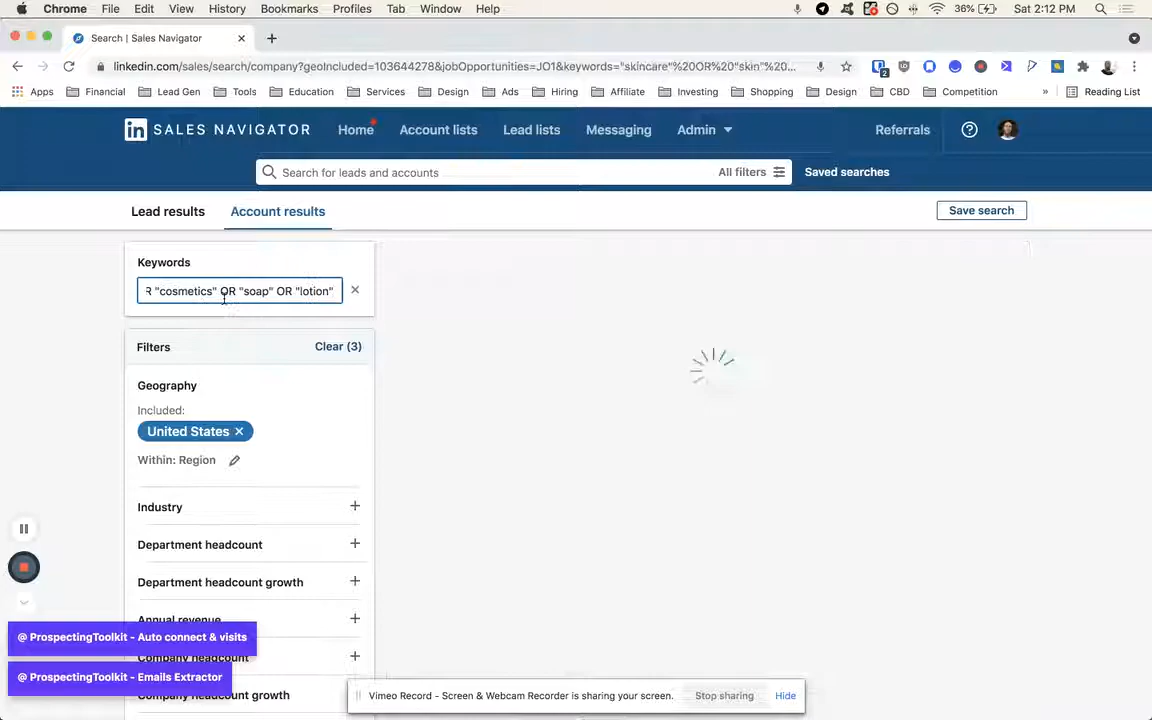 Chrome File Edit View History Bookmarks Profiles Tab Window Help 36% Sat 2:12 PM
Search | Sales Navigator
linkedin.com/sales/search/company?geoIncluded=103644278&jobOpportunities=JO1&keywords="skincare"%20OR%20"skin"%20...
2
Apps Financial Lead Gen Tools Education Services Design Ads Hiring Affiliate Investing Shopping Design CBD Competition » Reading List
in SALES NAVIGATOR Home Account lists Lead lists Messaging Admin Referrals
Search for leads and accounts All filters Saved searches
Lead results Account results Save search
Keywords
R "cosmetics" OR "soap" OR "lotion"
Filters Clear (3)
Geography
Included:
United States
Within: Region
Industry
Department headcount
Department headcount growth
Annual revenue
@ ProspectingToolkit - Auto connect & visits
Company headcount
@ ProspectingToolkit - Emails Extractor
Company headcount growth
Vimeo Record - Screen & Webcam Recorder is sharing your screen. Stop sharing Hide